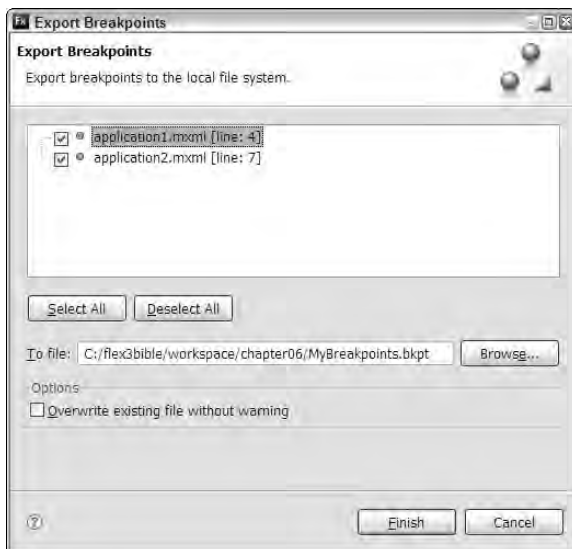 Fx Export Breakpoints
Export Breakpoints
Export breakpoints to the local file system.
application1.mxml [line: 4]
application2.mxml [line: 7]
Select All Deselect All
To file: C:/flex3bible/workspace/chapter06/MyBreakpoints.bkpt Browse...
Options
Overwrite existing file without warning
? Finish Cancel